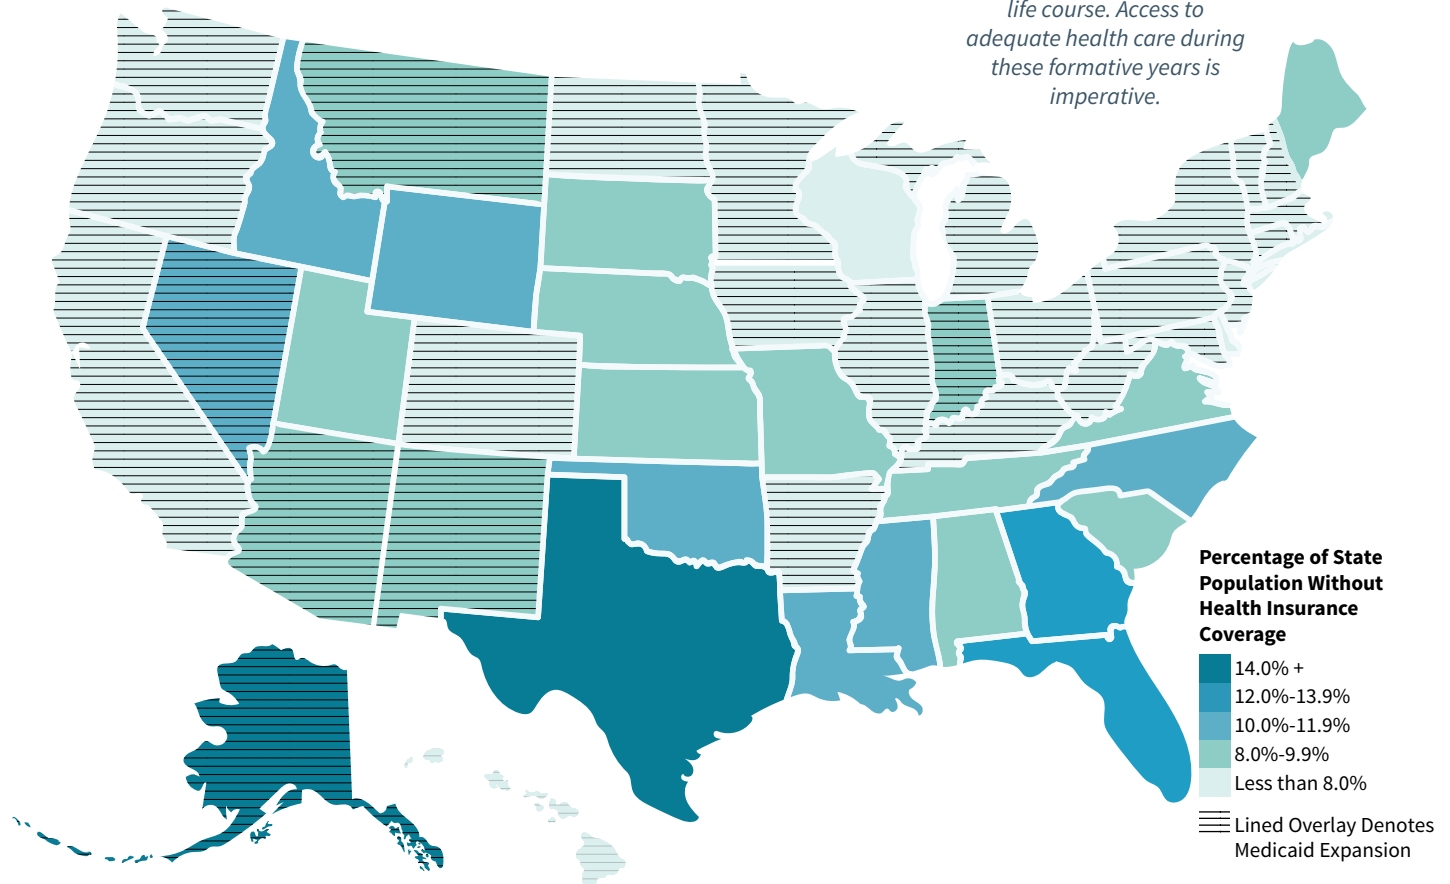 life course. Access to
adequate health care during
these formative years is
imperative.
Percentage of State
Population Without
Health Insurance
Coverage
14.0% +
12.0%-13.9%
10.0%-11.9%
8.0%-9.9%
Less than 8.0%
Lined Overlay Denotes
Medicaid Expansion